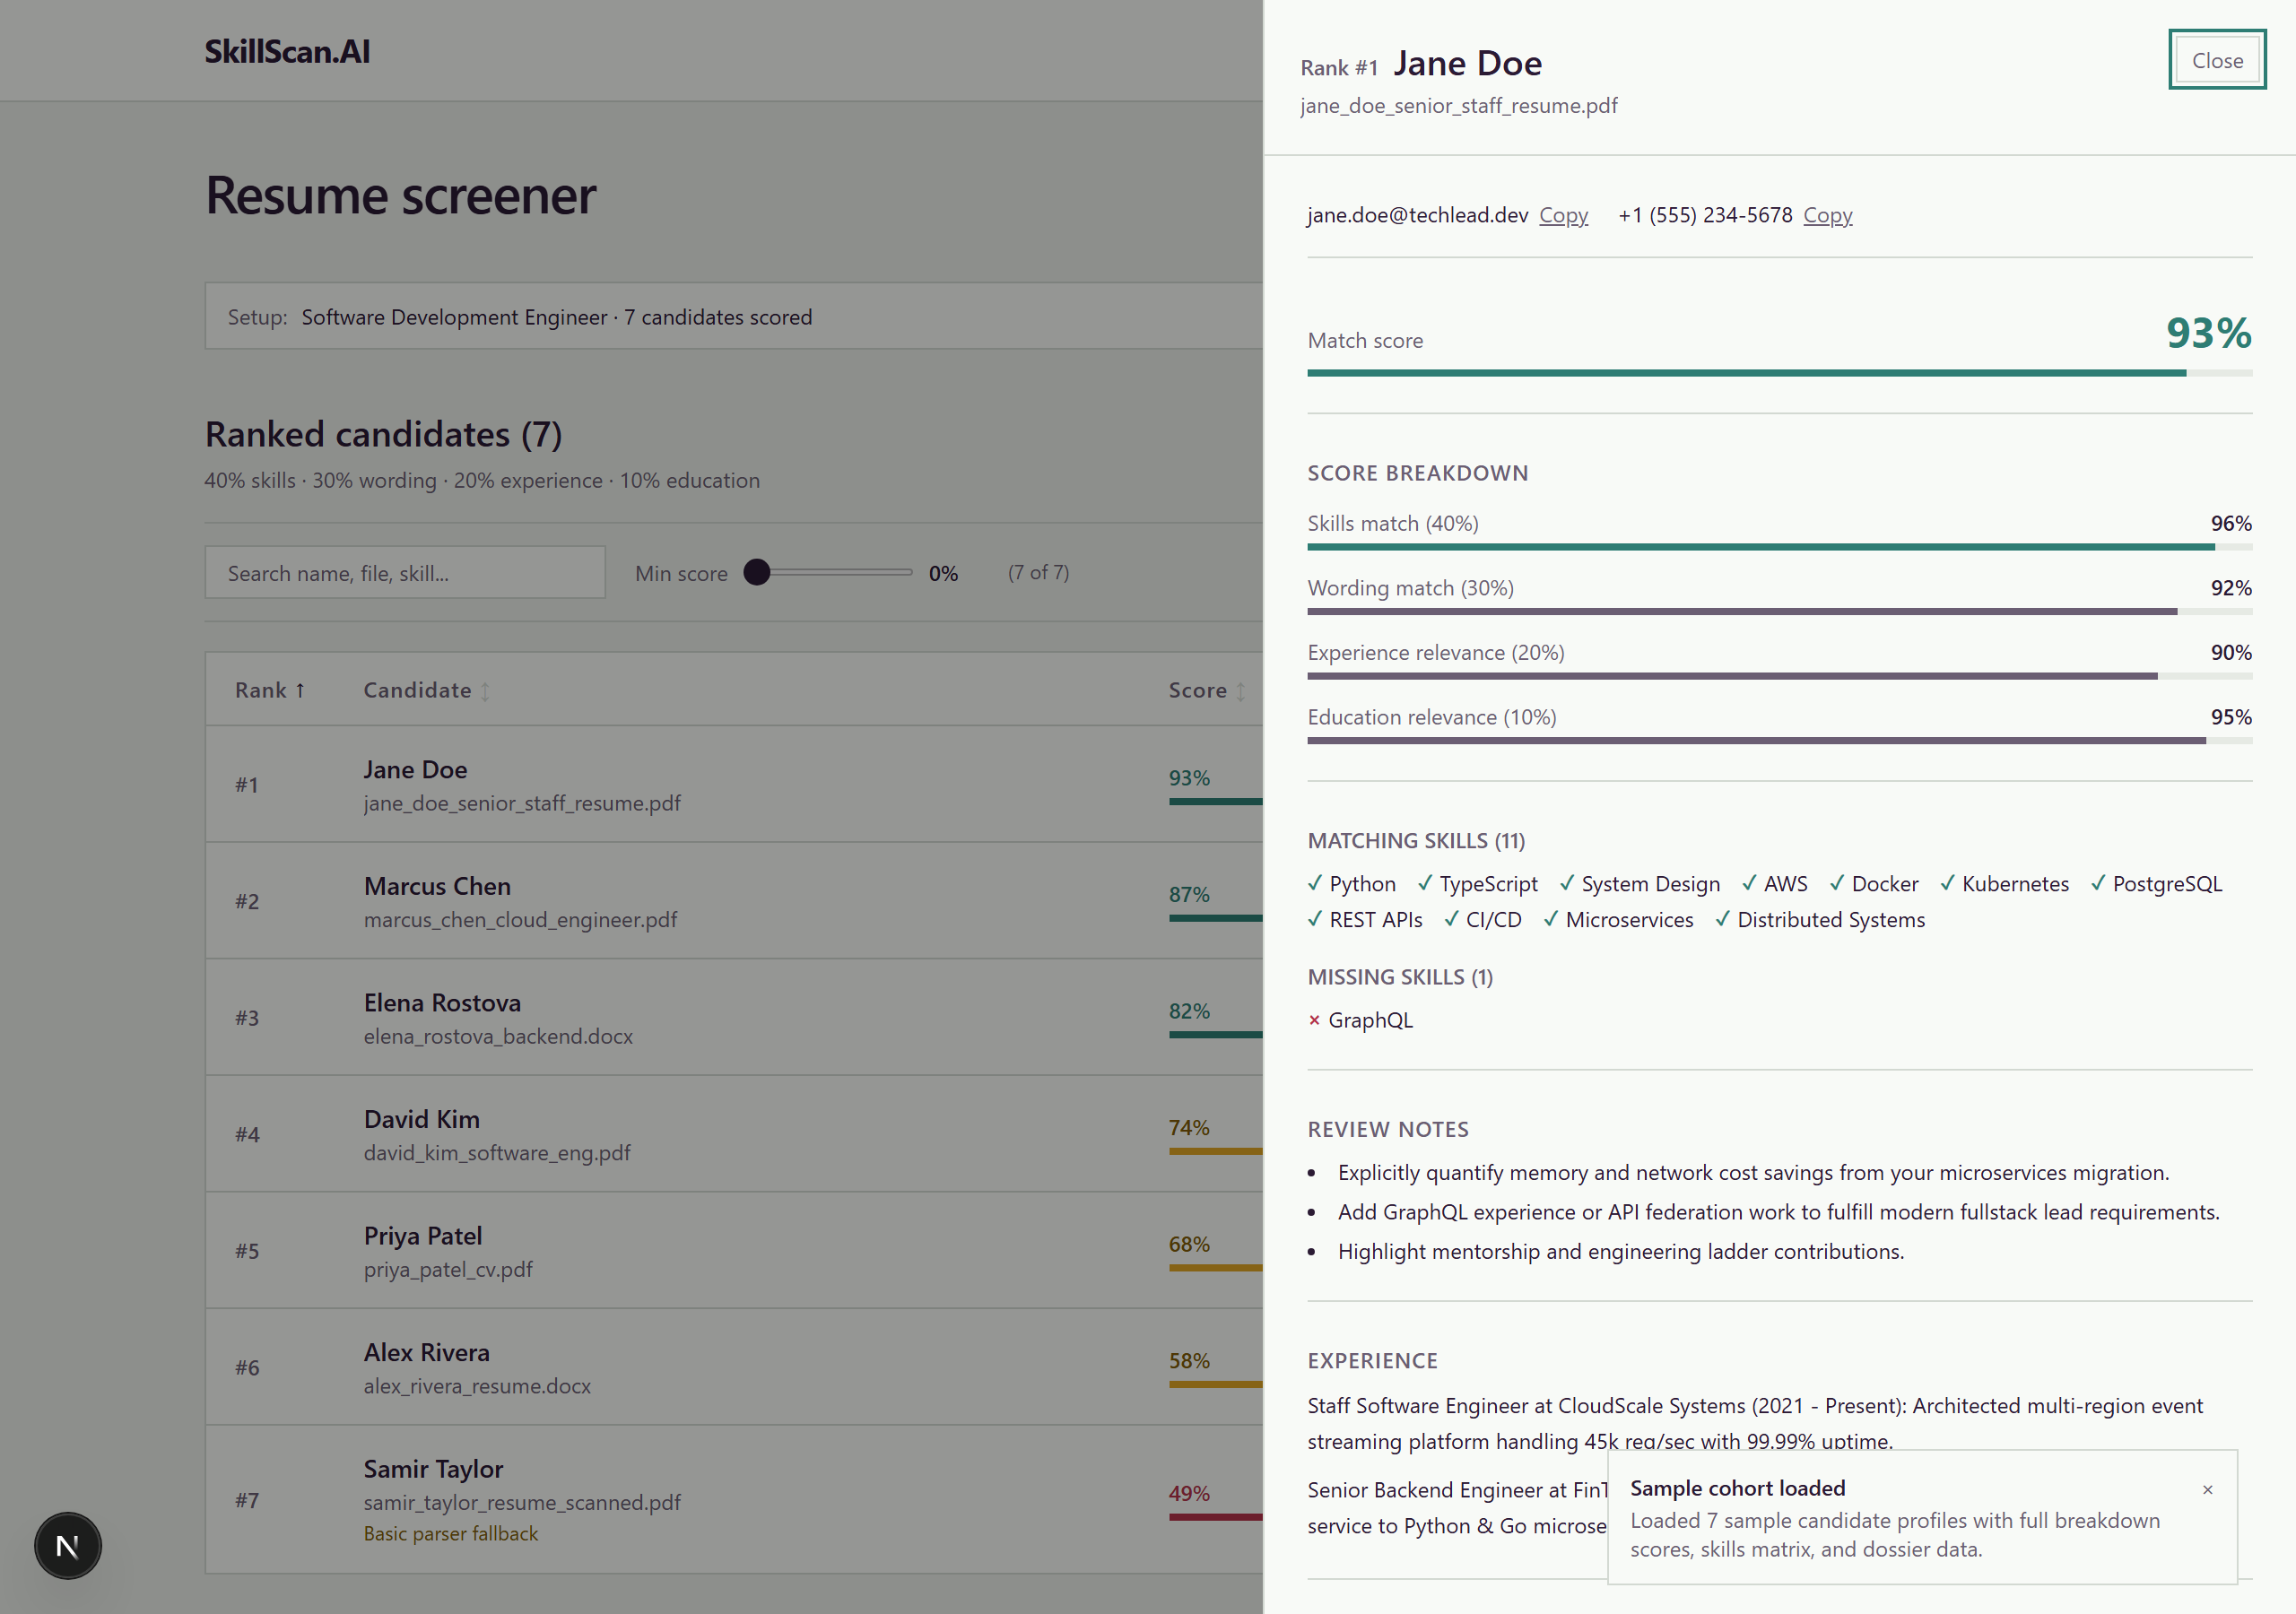 SkillScan.AI
Resume screener
Setup: Software Development Engineer · 7 candidates scored
Ranked candidates (7)
40% skills · 30% wording · 20% experience · 10% education
Search name, file, skill...
Min score 0% (7 of 7)
Rank ↑ Candidate ↕ Score ↕
#1 Jane Doe 93%
jane_doe_senior_staff_resume.pdf
#2 Marcus Chen 87%
marcus_chen_cloud_engineer.pdf
#3 Elena Rostova 82%
elena_rostova_backend.docx
#4 David Kim 74%
david_kim_software_eng.pdf
#5 Priya Patel 68%
priya_patel_cv.pdf
#6 Alex Rivera 58%
alex_rivera_resume.docx
#7 Samir Taylor 49%
samir_taylor_resume_scanned.pdf
Basic parser fallback
N
Rank #1 Jane Doe
jane_doe_senior_staff_resume.pdf
Close
jane.doe@techlead.dev Copy +1 (555) 234-5678 Copy
Match score 93%
SCORE BREAKDOWN
Skills match (40%) 96%
Wording match (30%) 92%
Experience relevance (20%) 90%
Education relevance (10%) 95%
MATCHING SKILLS (11)
✓ Python ✓ TypeScript ✓ System Design ✓ AWS ✓ Docker ✓ Kubernetes ✓ PostgreSQL
✓ REST APIs ✓ CI/CD ✓ Microservices ✓ Distributed Systems
MISSING SKILLS (1)
× GraphQL
REVIEW NOTES
• Explicitly quantify memory and network cost savings from your microservices migration.
• Add GraphQL experience or API federation work to fulfill modern fullstack lead requirements.
• Highlight mentorship and engineering ladder contributions.
EXPERIENCE
Staff Software Engineer at CloudScale Systems (2021 - Present): Architected multi-region event
streaming platform handling 45k req/sec with 99.99% uptime.
Senior Backend Engineer at FinT
service to Python & Go microse
Sample cohort loaded ×
Loaded 7 sample candidate profiles with full breakdown
scores, skills matrix, and dossier data.